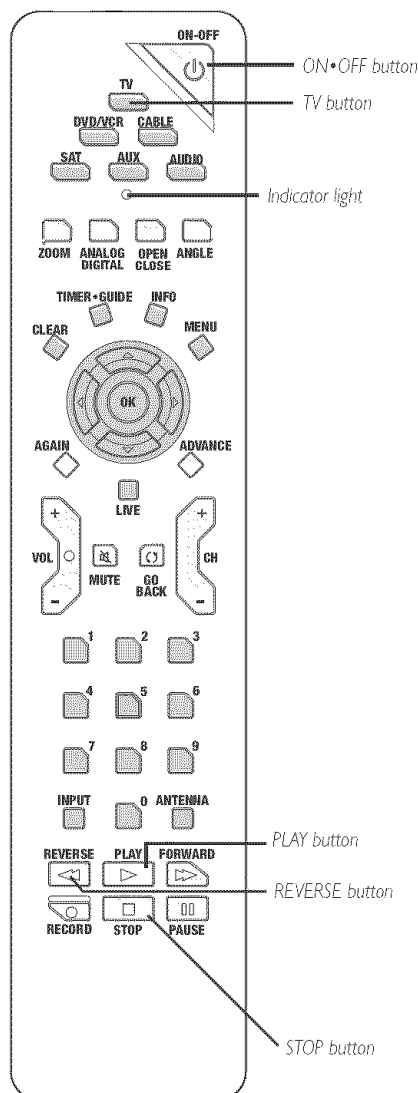 ON•OFF
ON•OFF button
TV
TV button
DVD/VCR CABLE
SAT AUX AUDIO
Indicator light
ZOOM ANALOG DIGITAL OPEN CLOSE ANGLE
TIMER•GUIDE INFO
CLEAR MENU
OK
AGAIN ADVANCE
LIVE
+ +
VOL CH
MUTE GO BACK
- -
1 2 3
4 5 6
7 8 9
INPUT 0 ANTENNA
PLAY button
REVERSE PLAY FORWARD
REVERSE button
RECORD STOP PAUSE
STOP button